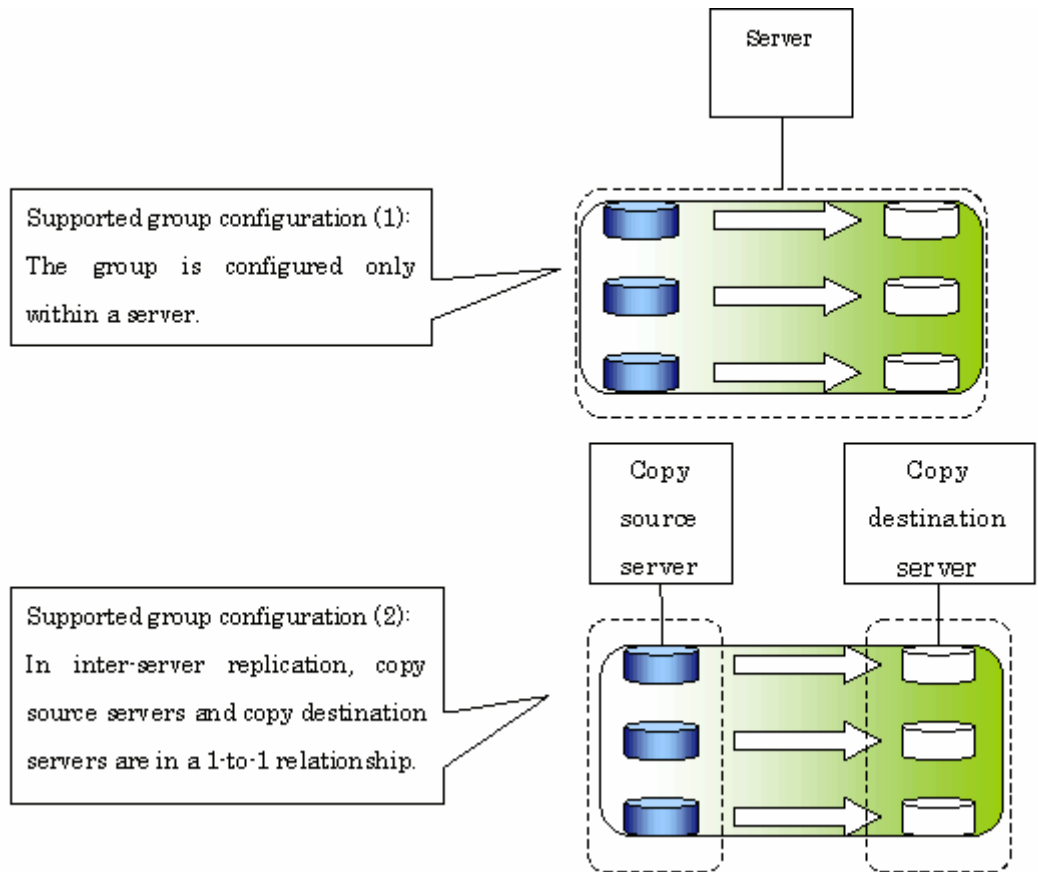 Server
Supported group configuration (1):
The group is configured only
within a server.
Copy
source
server
Copy
destination
server
Supported group configuration (2):
In inter-server replication, copy
source servers and copy destination
servers are in a 1-to-1 relationship.